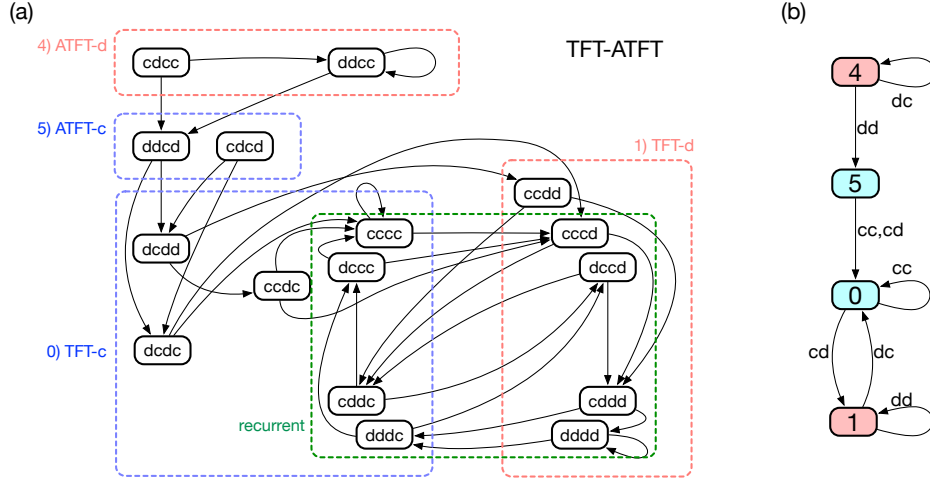 (a)
(b)
TFT-ATFT
4) ATFT-d
cdcc
ddcc
5) ATFT-c
ddcd
cdcd
1) TFT-d
ccdd
dcdd
cccc
cccd
dccc
dccd
ccdc
0) TFT-c
dcdc
cddc
cddd
recurrent
dddc
dddd
4
dc
dd
5
cc,cd
0
cc
cd
dc
dd
1